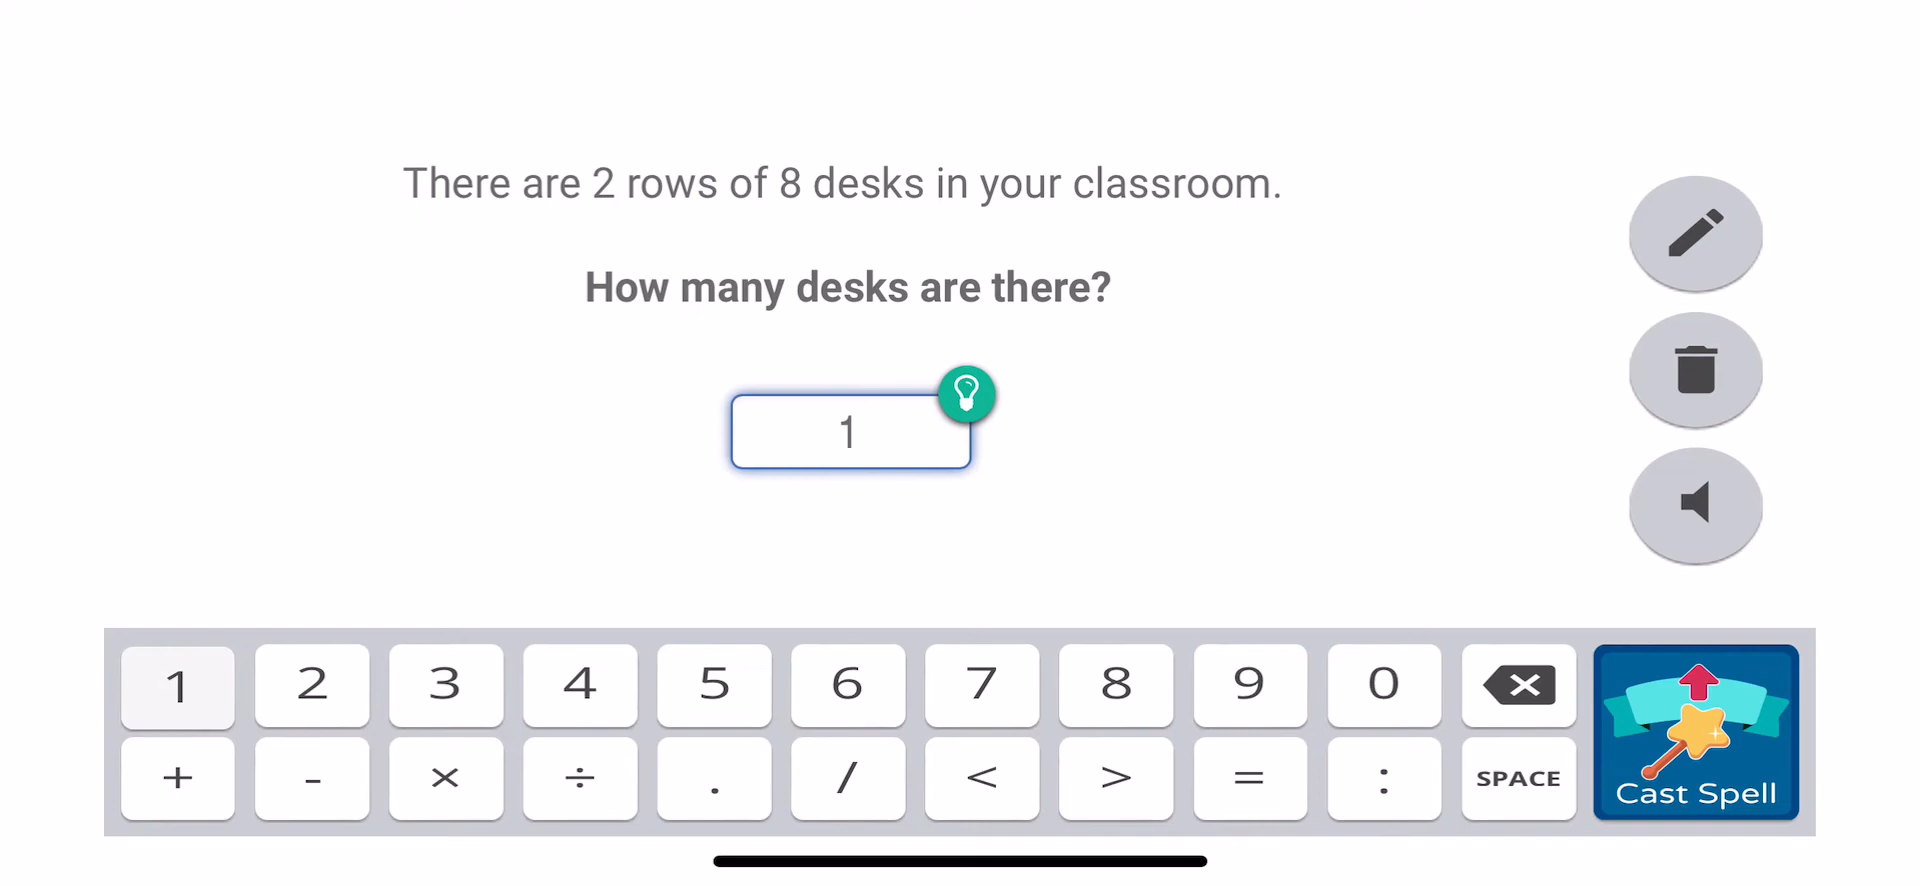 There are 2 rows of 8 desks in your classroom.
How many desks are there?
1
1 2 3 4 5 6 7 8 9 0
+ - × ÷ . / < > = : SPACE
Cast Spell